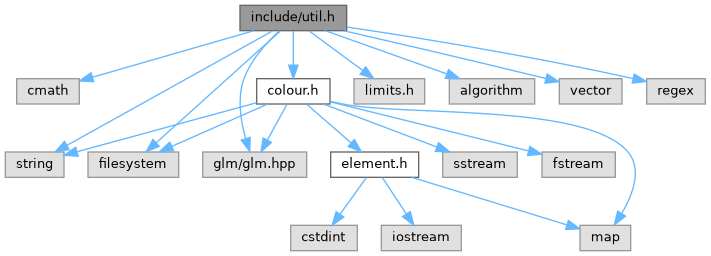 include/util.h
cmath
colour.h
limits.h
algorithm
vector
regex
string
filesystem
glm/glm.hpp
element.h
sstream
fstream
cstdint
iostream
map